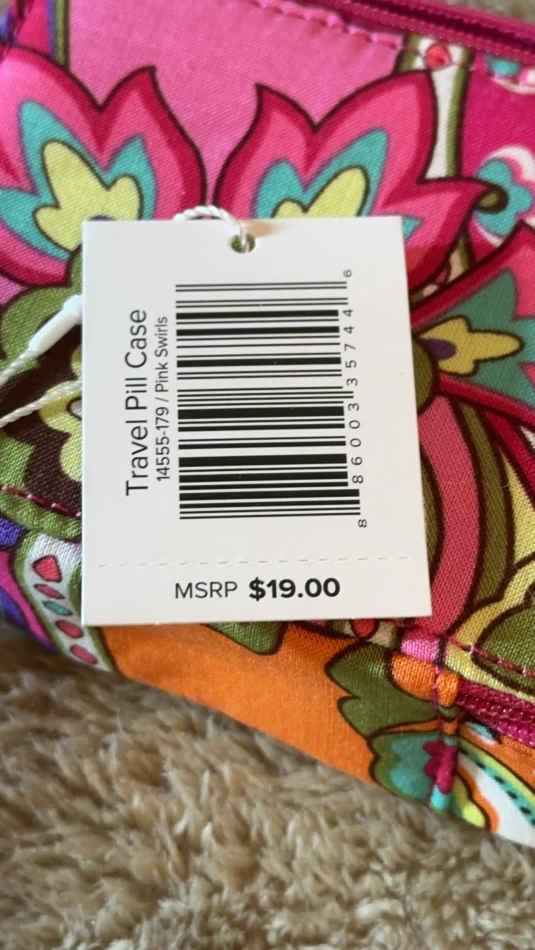 Travel Pill Case
14555-179 / Pink Swirls
8 86003 35744 6
MSRP $19.00